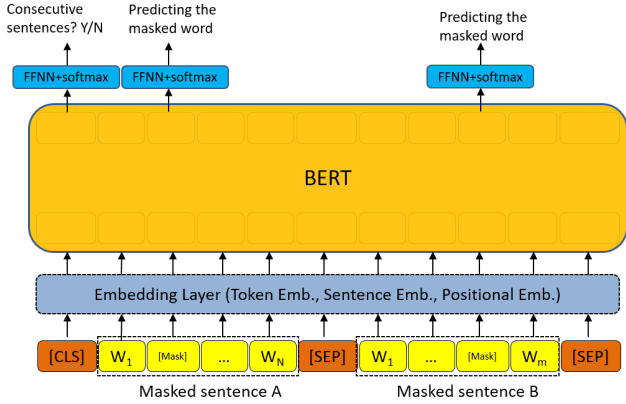 Consecutive
sentences? Y/N
Predicting the
masked word
Predicting the
masked word
FFNN+softmax
FFNN+softmax
FFNN+softmax
BERT
Embedding Layer (Token Emb., Sentence Emb., Positional Emb.)
[CLS] W1 [Mask] ... WN [SEP] W1 ... [Mask] Wm [SEP]
Masked sentence A
Masked sentence B